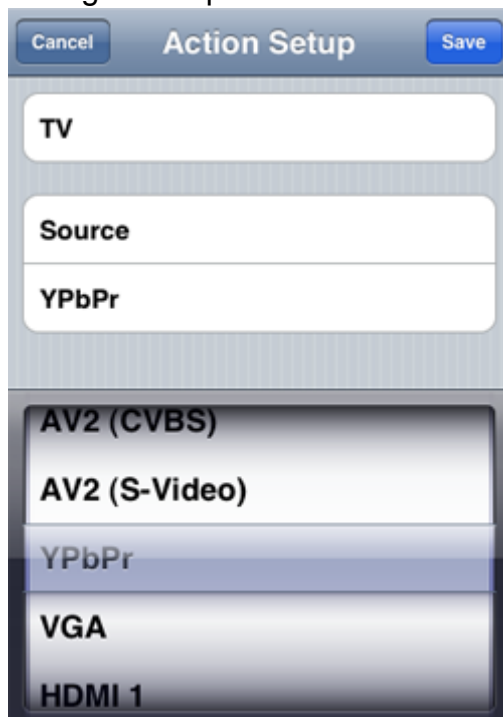 Cancel Action Setup Save
TV
Source
YPbPr
AV2 (CVBS)
AV2 (S-Video)
YPbPr
VGA
HDMI 1